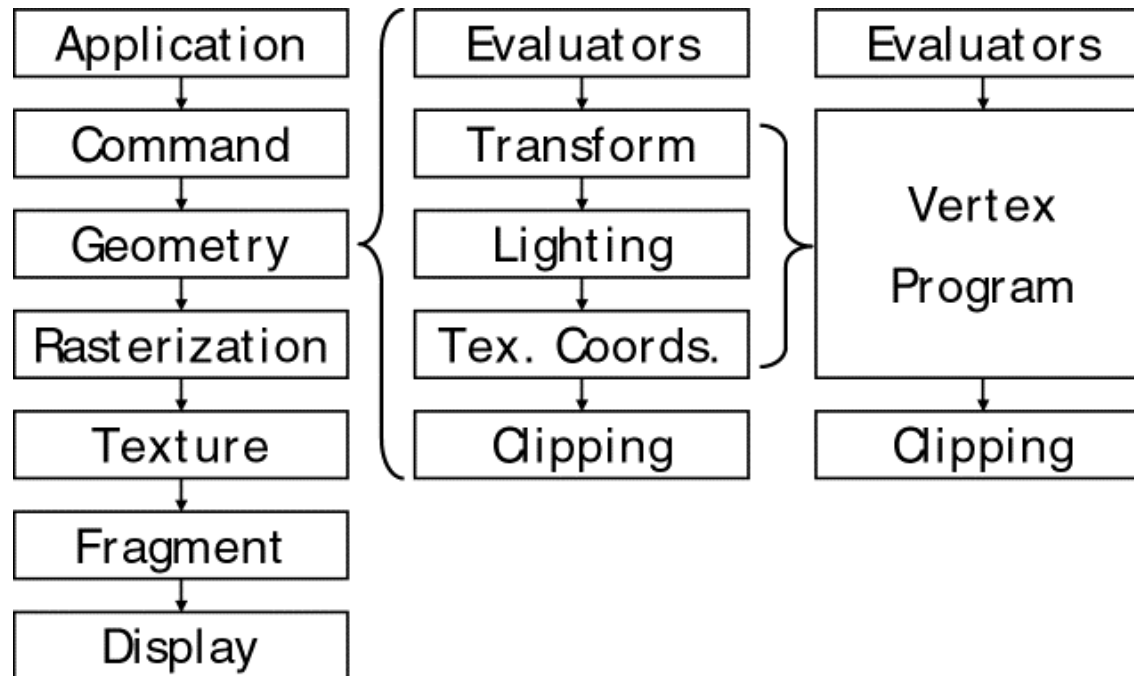 Application
Command
Geometry
Rasterization
Texture
Fragment
Display
Evaluators
Transform
Lighting
Tex. Coords.
Clipping
Evaluators
Vertex
Program
Clipping